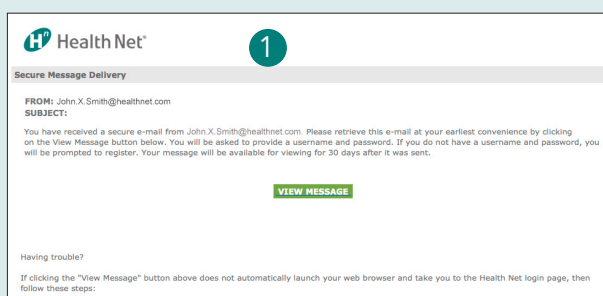 Hn Health Net®
1
Secure Message Delivery
FROM: John.X.Smith@healthnet.com
SUBJECT:
You have received a secure e-mail from John.X.Smith@healthnet.com. Please retrieve this e-mail at your earliest convenience by clicking
on the View Message button below. You will be asked to provide a username and password. If you do not have a username and password, you
will be prompted to register. Your message will be available for viewing for 30 days after it was sent.
VIEW MESSAGE
Having trouble?
If clicking the "View Message" button above does not automatically launch your web browser and take you to the Health Net login page, then
follow these steps: